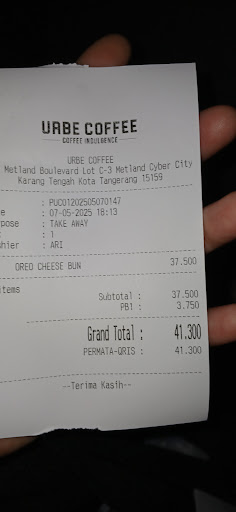 URBE COFFEE
COFFEE INDULGENCE
URBE COFFEE
Metland Boulevard Lot C-3 Metland Cyber City
Karang Tengah Kota Tangerang 15159
: PUC01202505070147
e : 07-05-2025 18:13
pose : TAKE AWAY
: 1
hier : ARI
OREO CHEESE BUN 37.500
items
Subtotal : 37.500
PB1 : 3.750
Grand Total : 41.300
PERMATA-QRIS : 41.300
--Terima Kasih--